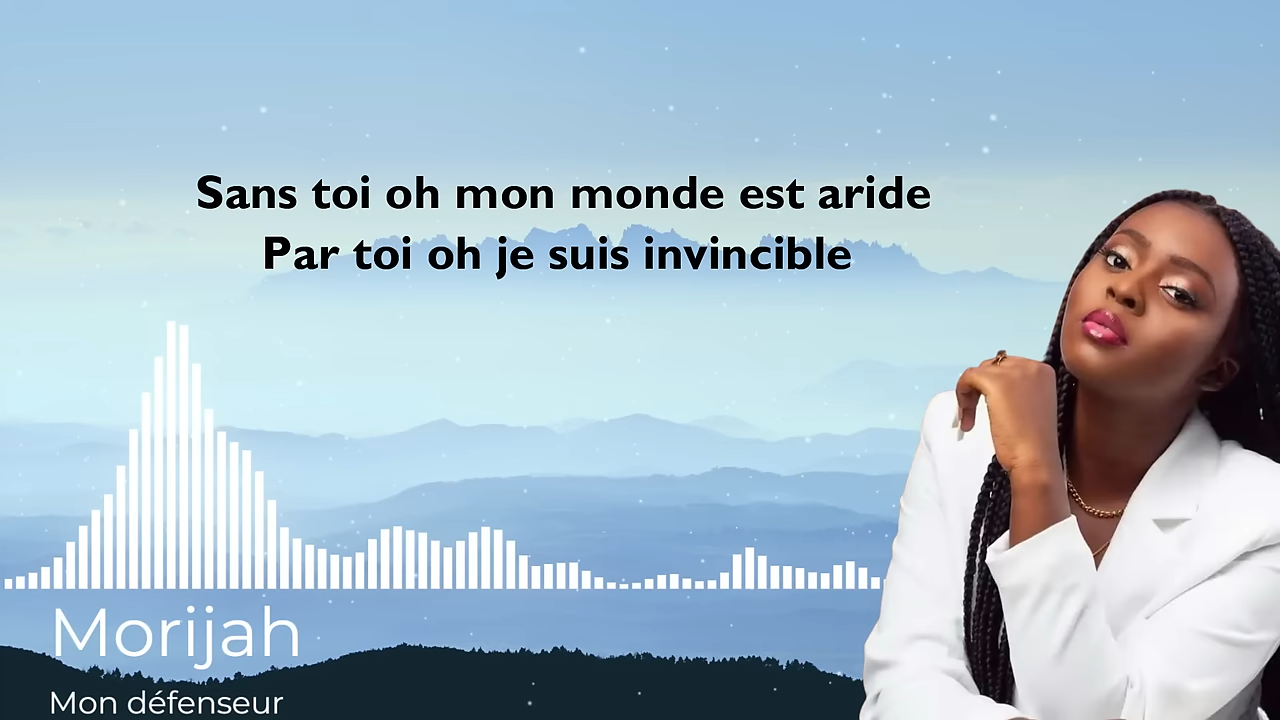 Sans toi oh mon monde est aride
Par toi oh je suis invincible
Morijah
Mon défenseur